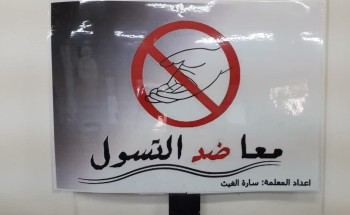 معا ضد التسول
اعداد المعلمة: سارة الغيث